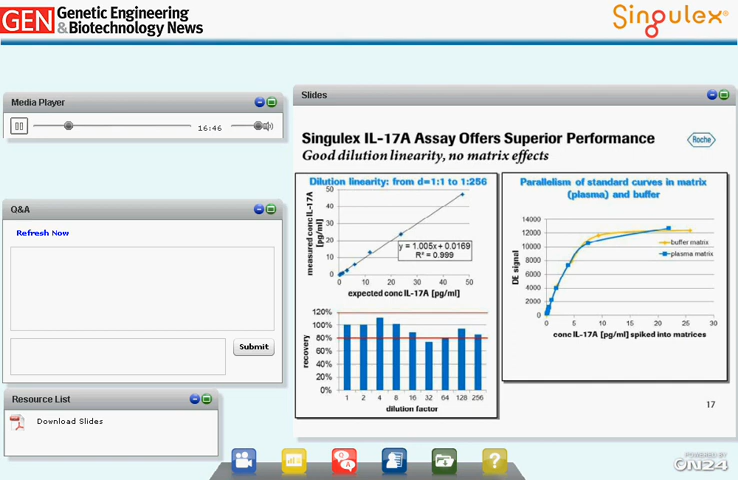 GEN Genetic Engineering
& Biotechnology News
Singulex®
Media Player
16:46
Q&A
Refresh Now
Submit
Resource List
Download Slides
Slides
Singulex IL-17A Assay Offers Superior Performance
Good dilution linearity, no matrix effects
Roche
Dilution linearity: from d=1:1 to 1:256
measured conc IL-17A
[pg/ml]
50
40
30
20
10
0
y = 1.005x + 0.0169
R² = 0.999
0 10 20 30 40 50
expected conc IL-17A [pg/ml]
recovery
120%
100%
80%
60%
40%
20%
0%
1 2 4 8 16 32 64 128 256
dilution factor
Parallelism of standard curves in matrix
(plasma) and buffer
DE signal
14000
12000
10000
8000
6000
4000
2000
0
buffer matrix
plasma matrix
0 5 10 15 20 25 30
conc IL-17A [pg/ml] spiked into matrices
17
Q
A
?
POWERED BY
ON24